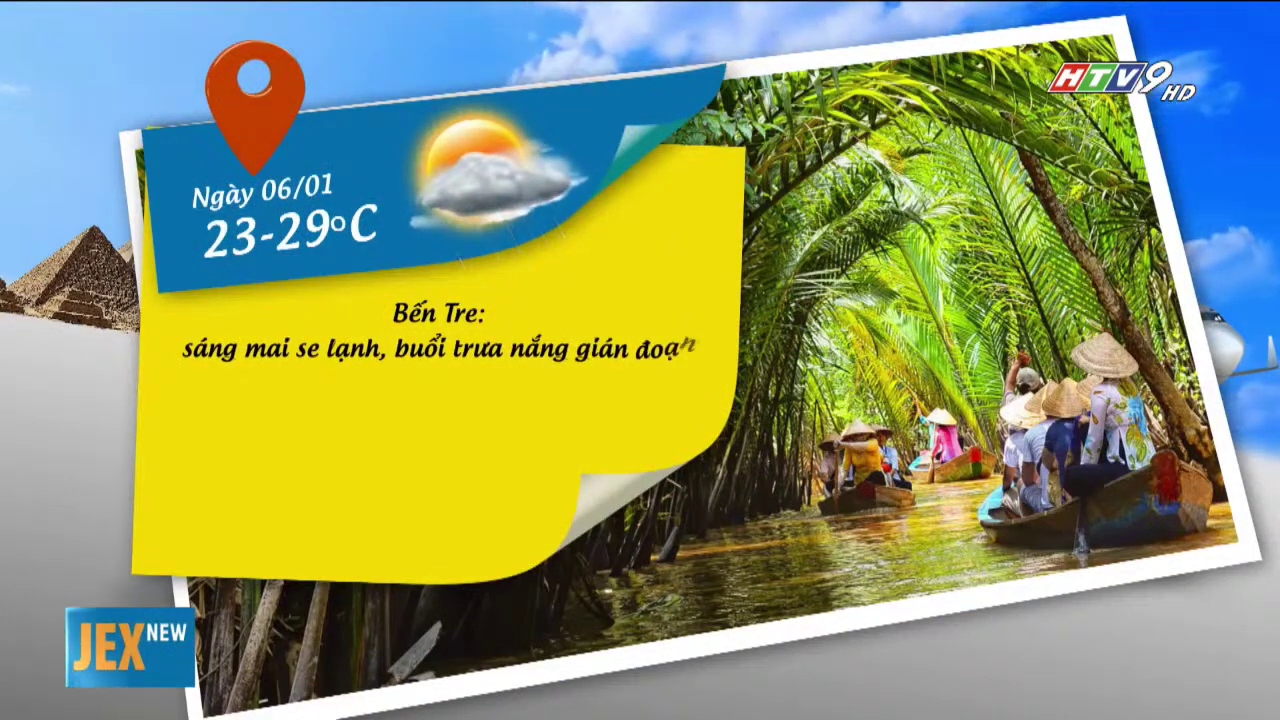 HTV9 HD
Ngày 06/01
23-29°C
Bến Tre:
sáng mai se lạnh, buổi trưa nắng gián đoạn
JEX NEW